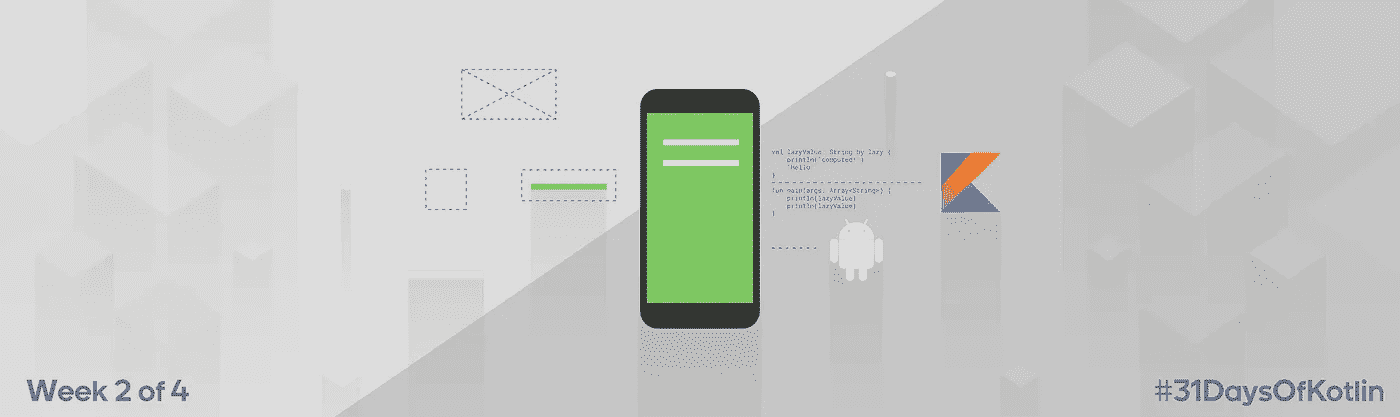 val lazyValue: String by lazy {
println("computed!")
"Hello"
}
fun main(args: Array<String>) {
println(lazyValue)
println(lazyValue)
}
Week 2 of 4
#31DaysOfKotlin